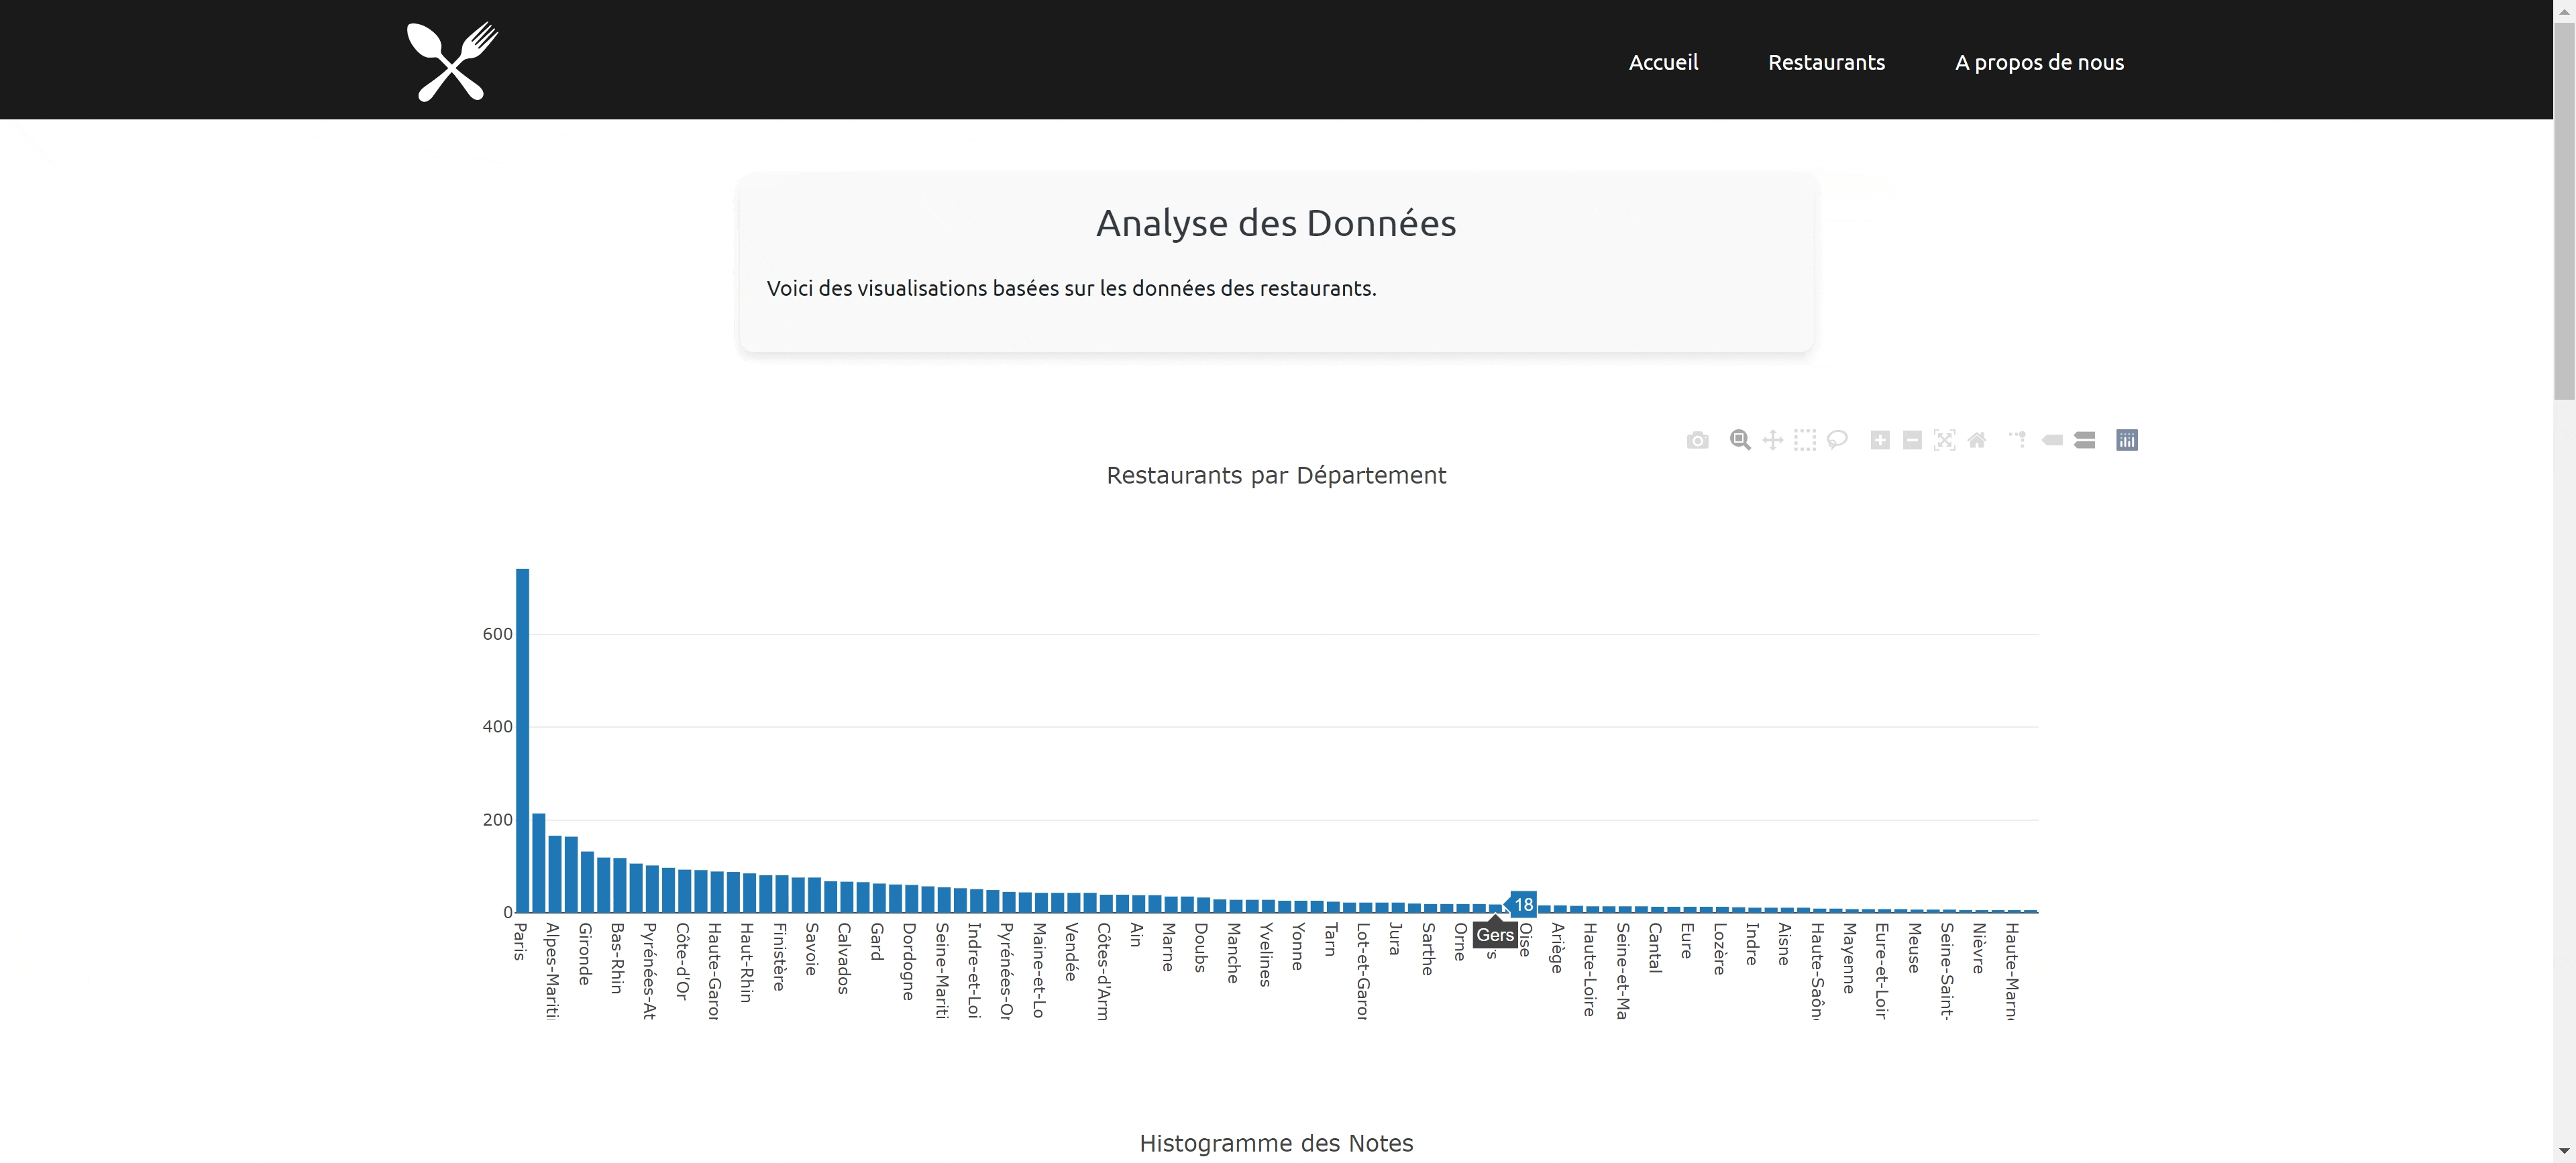 Accueil Restaurants A propos de nous
Analyse des Données
Voici des visualisations basées sur les données des restaurants.
Restaurants par Département
600
400
200
0
18
Gers
Paris
Alpes-Mariti
Gironde
Bas-Rhin
Pyrénées-At
Côte-d'Or
Haute-Garor
Haut-Rhin
Finistère
Savoie
Calvados
Gard
Dordogne
Seine-Mariti
Indre-et-Loi
Pyrénées-Or
Maine-et-Lo
Vendée
Côtes-d'Arm
Ain
Marne
Doubs
Manche
Yvelines
Yonne
Tarn
Lot-et-Garor
Jura
Sarthe
Orne
Oise
Ariège
Haute-Loire
Seine-et-Ma
Cantal
Eure
Lozère
Indre
Aisne
Haute-Saône
Mayenne
Eure-et-Loir
Meuse
Seine-Saint-
Nièvre
Haute-Marne
Histogramme des Notes